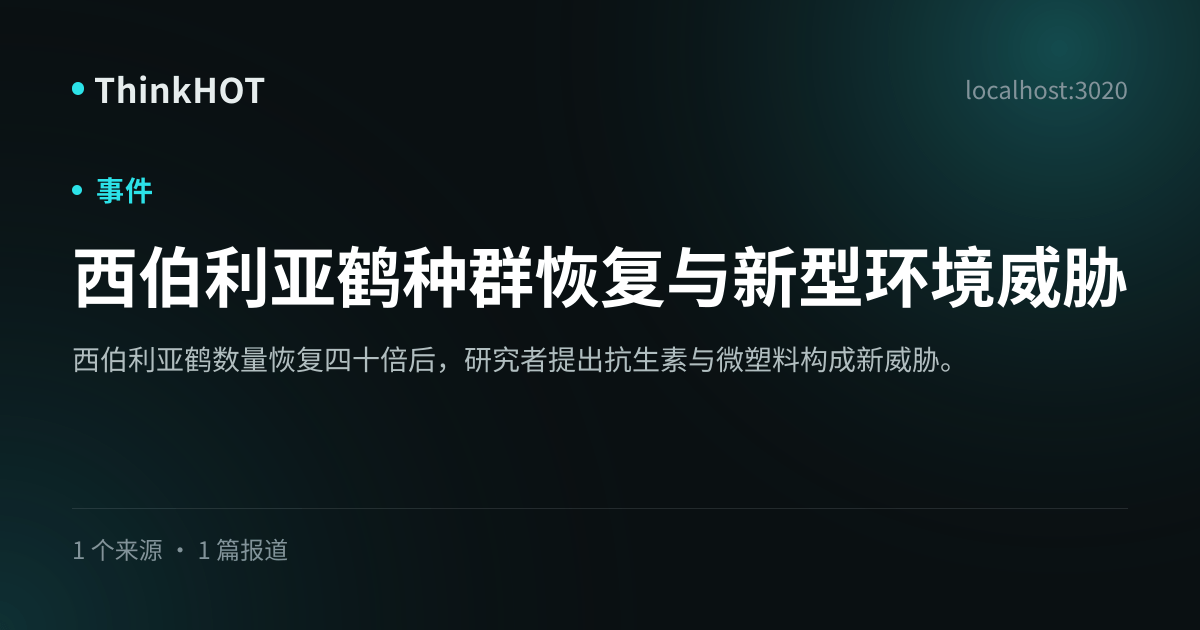 ThinkHOT
localhost:3020
事件
西伯利亚鹤种群恢复与新型环境威胁
西伯利亚鹤数量恢复四十倍后，研究者提出抗生素与微塑料构成新威胁。
1 个来源 · 1 篇报道